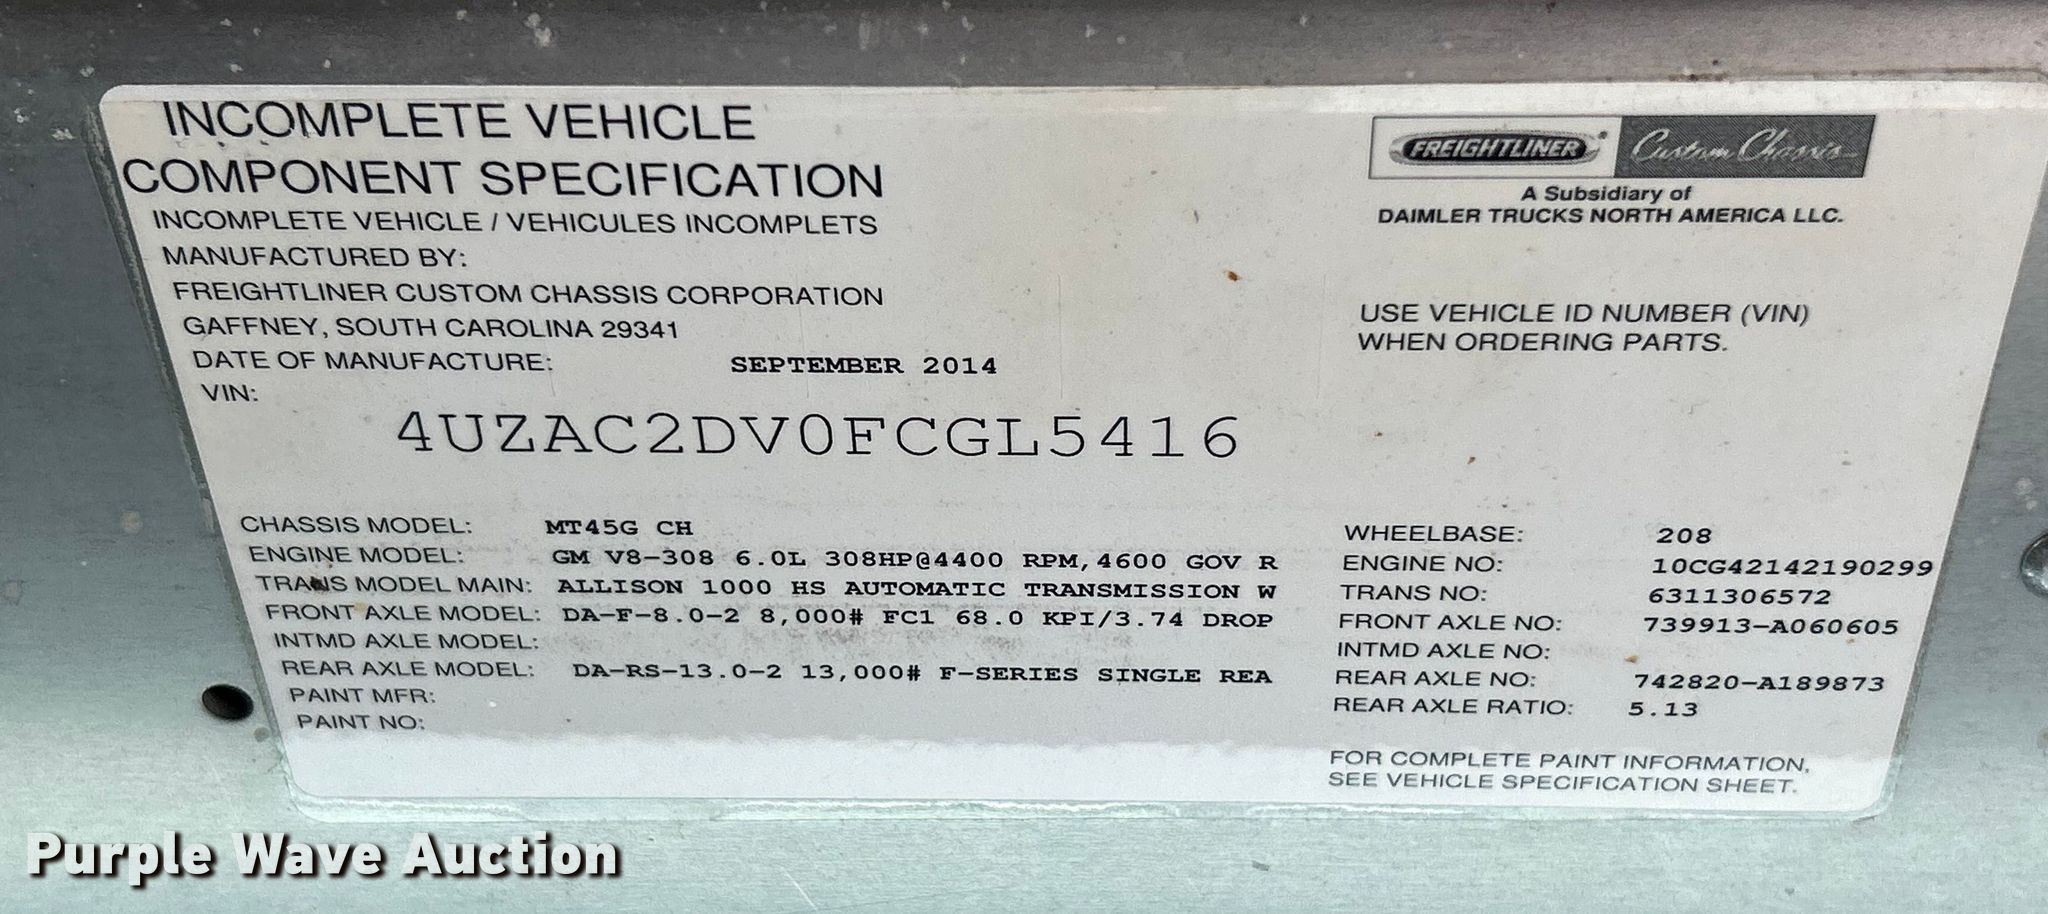 INCOMPLETE VEHICLE
COMPONENT SPECIFICATION
INCOMPLETE VEHICLE / VEHICULES INCOMPLETS
MANUFACTURED BY:
FREIGHTLINER CUSTOM CHASSIS CORPORATION
GAFFNEY, SOUTH CAROLINA 29341
DATE OF MANUFACTURE: SEPTEMBER 2014
VIN:
4UZAC2DV0FCGL5416
FREIGHTLINER Custom Chassis
A Subsidiary of
DAIMLER TRUCKS NORTH AMERICA LLC.
USE VEHICLE ID NUMBER (VIN)
WHEN ORDERING PARTS.
CHASSIS MODEL: MT45G CH
ENGINE MODEL: GM V8-308 6.0L 308HP@4400 RPM,4600 GOV R
TRANS MODEL MAIN: ALLISON 1000 HS AUTOMATIC TRANSMISSION W
FRONT AXLE MODEL: DA-F-8.0-2 8,000# FC1 68.0 KPI/3.74 DROP
INTMD AXLE MODEL:
REAR AXLE MODEL: DA-RS-13.0-2 13,000# F-SERIES SINGLE REA
PAINT MFR:
PAINT NO:
WHEELBASE: 208
ENGINE NO: 10CG42142190299
TRANS NO: 6311306572
FRONT AXLE NO: 739913-A060605
INTMD AXLE NO:
REAR AXLE NO: 742820-A189873
REAR AXLE RATIO: 5.13
FOR COMPLETE PAINT INFORMATION,
SEE VEHICLE SPECIFICATION SHEET.
Purple Wave Auction